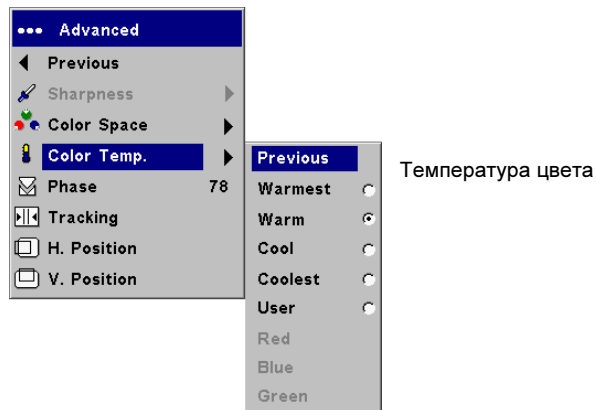 ••• Advanced
Previous
Sharpness
Color Space
Color Temp.
Phase 78
Tracking
H. Position
V. Position
Previous
Warmest
Warm
Cool
Coolest
User
Red
Blue
Green
Температура цвета